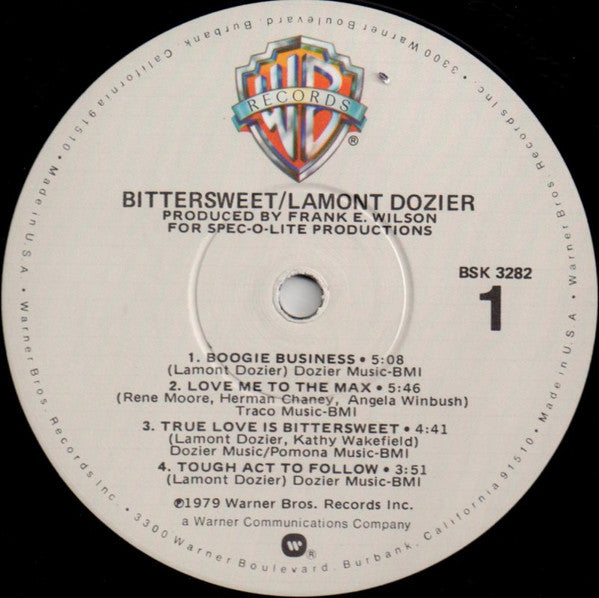 WB
RECORDS
®
BITTERSWEET/LAMONT DOZIER
PRODUCED BY FRANK E. WILSON
FOR SPEC-O-LITE PRODUCTIONS
BSK 3282
1
1. BOOGIE BUSINESS • 5:08
(Lamont Dozier) Dozier Music-BMI
2. LOVE ME TO THE MAX • 5:46
(Rene Moore, Herman Chaney, Angela Winbush)
Traco Music-BMI
3. TRUE LOVE IS BITTERSWEET • 4:41
(Lamont Dozier, Kathy Wakefield)
Dozier Music/Pomona Music-BMI
4. TOUGH ACT TO FOLLOW • 3:51
(Lamont Dozier) Dozier Music-BMI
℗1979 Warner Bros. Records Inc.
a Warner Communications Company
W ®
Warner Bros. Records Inc. • 3300 Warner Boulevard, Burbank, California 91510 • Made in U.S.A. • Warner Bros. Records Inc. • 3300 Warner Boulevard, Burbank, California 91510 • Made in U.S.A. •